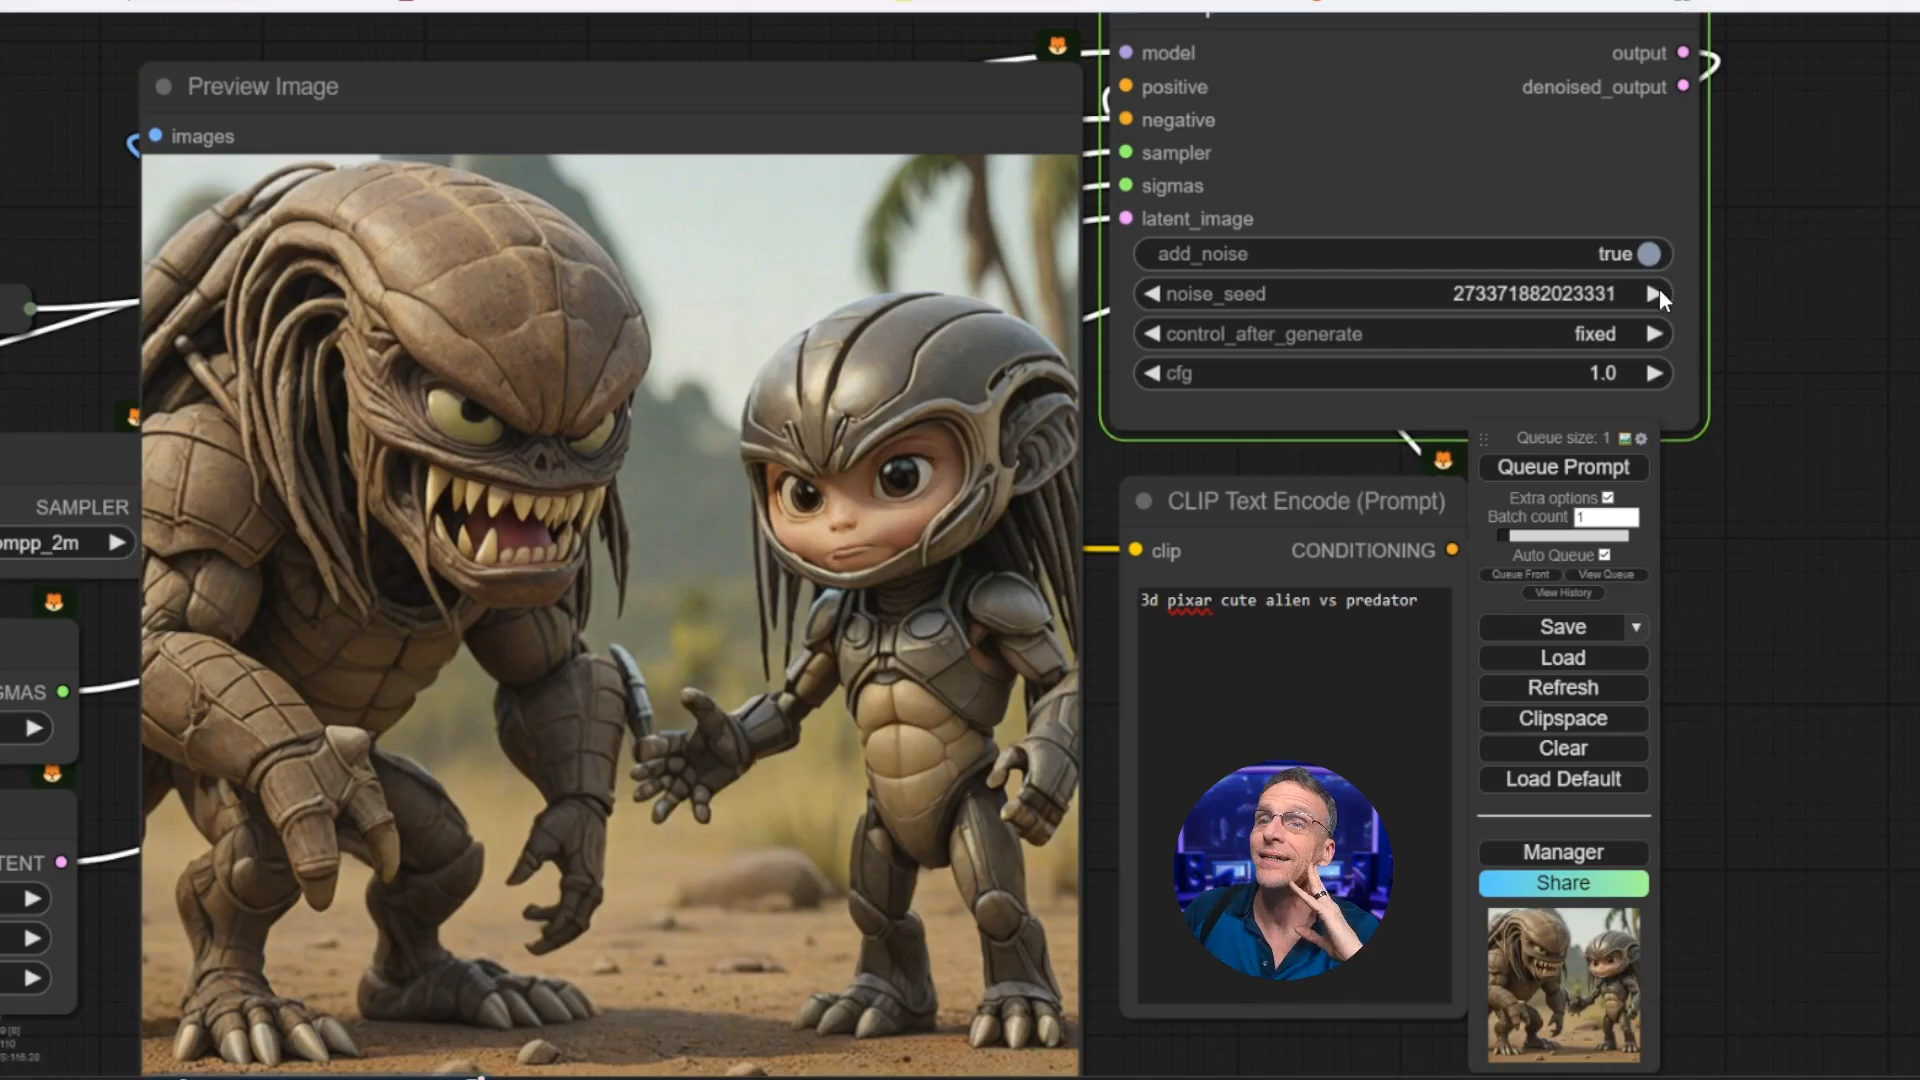 Preview Image
images
model
output
positive
denoised_output
negative
sampler
sigmas
latent_image
add_noise true
noise_seed 273371882023331
control_after_generate fixed
cfg 1.0
SAMPLER
ompp_2m
GMAS
TENT
CLIP Text Encode (Prompt)
clip
CONDITIONING
3d pixar cute alien vs predator
Queue size: 1
Queue Prompt
Extra options
Batch count 1
Auto Queue
Queue Front View Queue
View History
Save
Load
Refresh
Clipspace
Clear
Load Default
Manager
Share